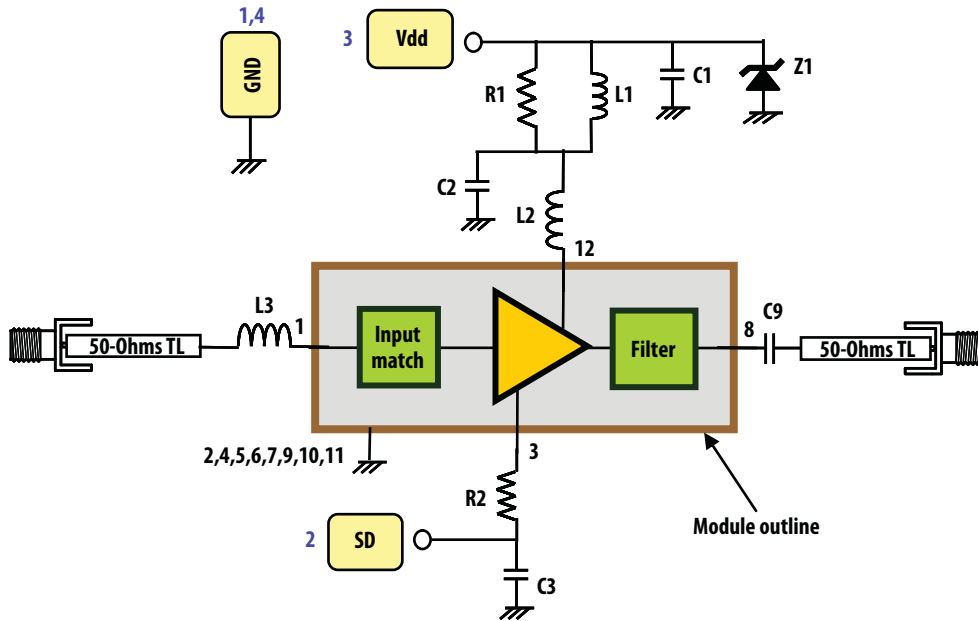 1,4
GND
3
Vdd
R1
L1
C1
Z1
C2
L2
12
L3
1
Input
match
Filter
8
C9
50-Ohms TL
50-Ohms TL
2,4,5,6,7,9,10,11
3
R2
Module outline
2
SD
C3